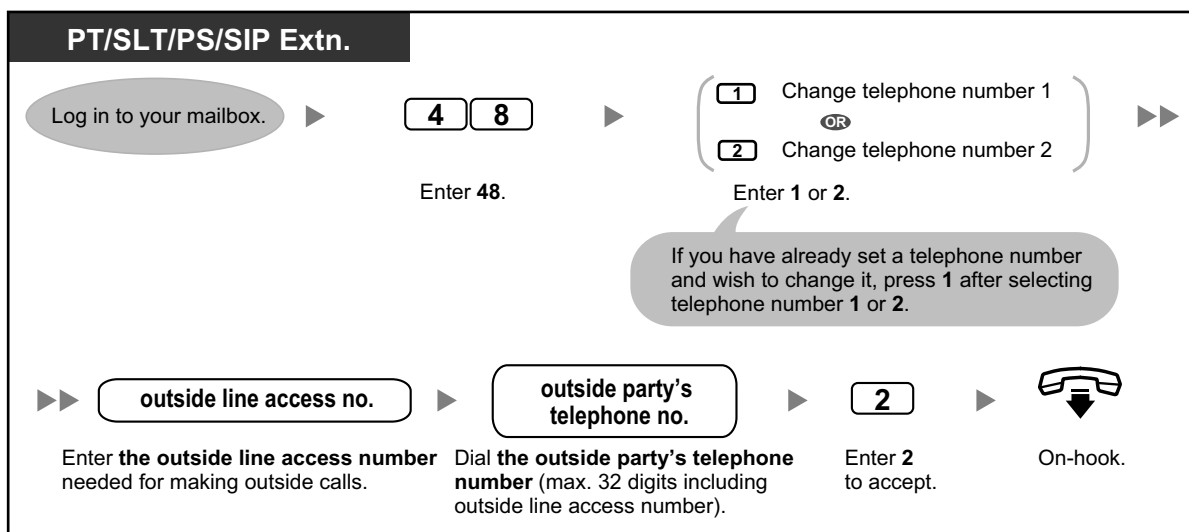 PT/SLT/PS/SIP Extn.
Log in to your mailbox.
4 8
Enter 48.
1 Change telephone number 1
OR
2 Change telephone number 2
Enter 1 or 2.
If you have already set a telephone number
and wish to change it, press 1 after selecting
telephone number 1 or 2.
outside line access no.
Enter the outside line access number
needed for making outside calls.
outside party's
telephone no.
Dial the outside party's telephone
number (max. 32 digits including
outside line access number).
2
Enter 2
to accept.
On-hook.